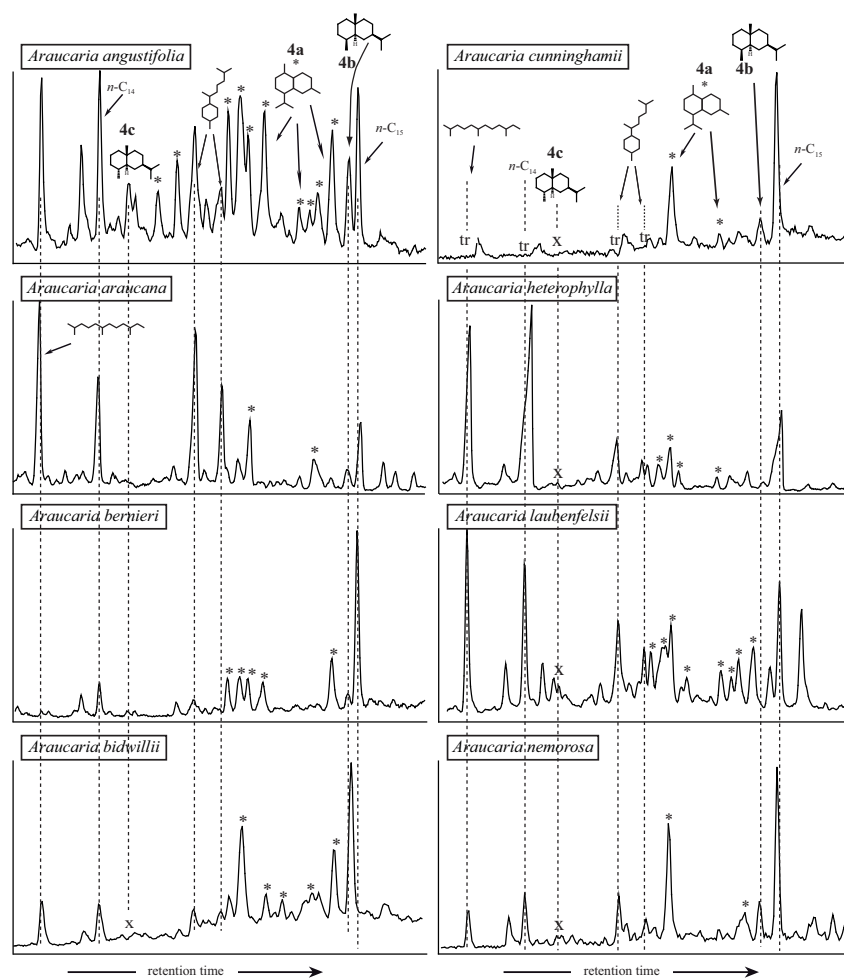 Araucaria angustifolia
n-C14
4c
*
*
*
*
*
*
4a
*
*
*
*
*
4b
n-C15
Araucaria cunninghamii
n-C14
4c
4a
*
4b
*
*
n-C15
tr
tr
x
tr
tr
Araucaria araucana
*
*
Araucaria heterophylla
x
*
*
*
*
Araucaria bernieri
*
*
*
*
*
Araucaria laubenfelsii
x
*
*
*
*
*
*
*
*
Araucaria bidwillii
x
*
*
*
*
*
retention time
Araucaria nemorosa
x
*
*
retention time